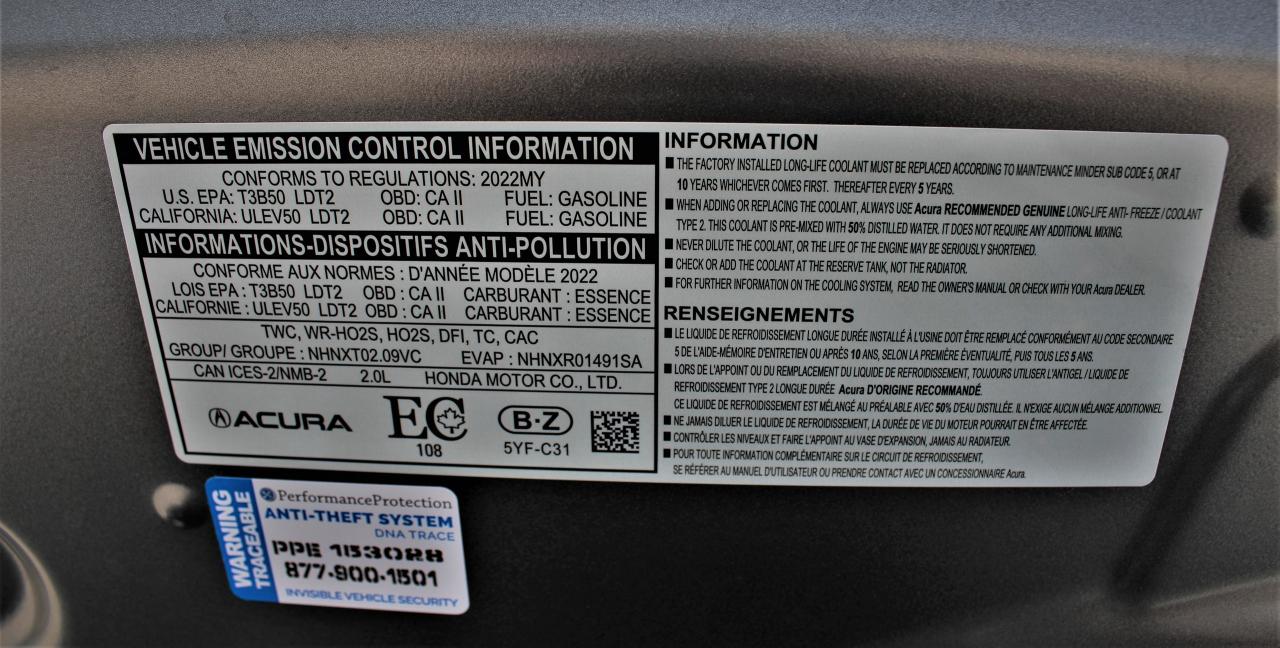 VEHICLE EMISSION CONTROL INFORMATION
CONFORMS TO REGULATIONS: 2022MY
U.S. EPA: T3B50 LDT2 OBD: CA II FUEL: GASOLINE
CALIFORNIA: ULEV50 LDT2 OBD: CA II FUEL: GASOLINE
INFORMATIONS-DISPOSITIFS ANTI-POLLUTION
CONFORME AUX NORMES : D'ANNÉE MODÈLE 2022
LOIS EPA : T3B50 LDT2 OBD : CA II CARBURANT : ESSENCE
CALIFORNIE : ULEV50 LDT2 OBD : CA II CARBURANT : ESSENCE
TWC, WR-HO2S, HO2S, DFI, TC, CAC
GROUP/ GROUPE : NHNXT02.09VC EVAP : NHNXR01491SA
CAN ICES-2/NMB-2 2.0L HONDA MOTOR CO., LTD.
ACURA EC 108 B·Z 5YF-C31
INFORMATION
■ THE FACTORY INSTALLED LONG-LIFE COOLANT MUST BE REPLACED ACCORDING TO MAINTENANCE MINDER SUB CODE 5, OR AT
10 YEARS WHICHEVER COMES FIRST. THEREAFTER EVERY 5 YEARS.
■ WHEN ADDING OR REPLACING THE COOLANT, ALWAYS USE Acura RECOMMENDED GENUINE LONG-LIFE ANTI- FREEZE / COOLANT
TYPE 2. THIS COOLANT IS PRE-MIXED WITH 50% DISTILLED WATER. IT DOES NOT REQUIRE ANY ADDITIONAL MIXING.
■ NEVER DILUTE THE COOLANT, OR THE LIFE OF THE ENGINE MAY BE SERIOUSLY SHORTENED.
■ CHECK OR ADD THE COOLANT AT THE RESERVE TANK, NOT THE RADIATOR.
■ FOR FURTHER INFORMATION ON THE COOLING SYSTEM, READ THE OWNER'S MANUAL OR CHECK WITH YOUR Acura DEALER.
RENSEIGNEMENTS
■ LE LIQUIDE DE REFROIDISSEMENT LONGUE DURÉE INSTALLÉ À L'USINE DOIT ÊTRE REMPLACÉ CONFORMÉMENT AU CODE SECONDAIRE
5 DE L'AIDE-MÉMOIRE D'ENTRETIEN OU APRÈS 10 ANS, SELON LA PREMIÈRE ÉVENTUALITÉ, PUIS TOUS LES 5 ANS.
■ LORS DE L'APPOINT OU DU REMPLACEMENT DU LIQUIDE DE REFROIDISSEMENT, TOUJOURS UTILISER L'ANTIGEL / LIQUIDE DE
REFROIDISSEMENT TYPE 2 LONGUE DURÉE Acura D'ORIGINE RECOMMANDÉ.
CE LIQUIDE DE REFROIDISSEMENT EST MÉLANGÉ AU PRÉALABLE AVEC 50% D'EAU DISTILLÉE. IL N'EXIGE AUCUN MÉLANGE ADDITIONNEL.
■ NE JAMAIS DILUER LE LIQUIDE DE REFROIDISSEMENT, LA DURÉE DE VIE DU MOTEUR POURRAIT EN ÊTRE AFFECTÉE.
■ CONTRÔLER LES NIVEAUX ET FAIRE L'APPOINT AU VASE D'EXPANSION, JAMAIS AU RADIATEUR.
■ POUR TOUTE INFORMATION COMPLÉMENTAIRE SUR LE CIRCUIT DE REFROIDISSEMENT,
SE RÉFÉRER AU MANUEL D'UTILISATEUR OU PRENDRE CONTACT AVEC UN CONCESSIONNAIRE Acura.
WARNING
TRACEABLE
PerformanceProtection
ANTI-THEFT SYSTEM
DNA TRACE
PPE 153088
877-900-1501
INVISIBLE VEHICLE SECURITY